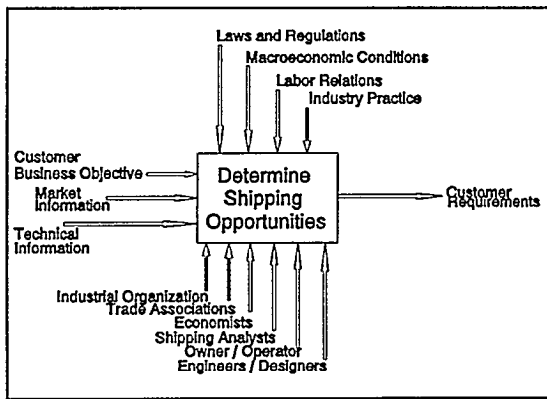 Laws and Regulations
Macroeconomic Conditions
Labor Relations
Industry Practice
Customer
Business Objective
Market
Information
Technical
Information
Determine
Shipping
Opportunities
Customer
Requirements
Industrial Organization
Trade Associations
Economists
Shipping Analysts
Owner / Operator
Engineers / Designers